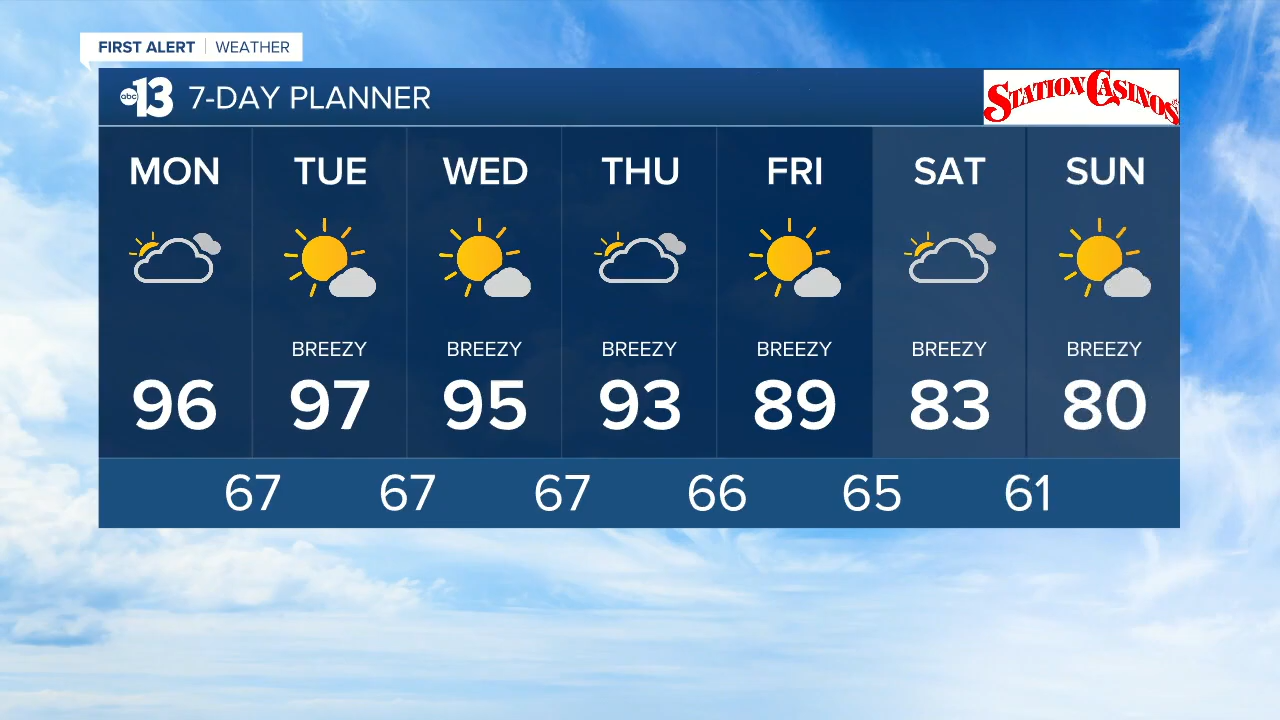 FIRST ALERT | WEATHER
abc 13 7-DAY PLANNER
STATION CASINOS
MON TUE WED THU FRI SAT SUN
BREEZY BREEZY BREEZY BREEZY BREEZY BREEZY
96 97 95 93 89 83 80
67 67 67 66 65 61